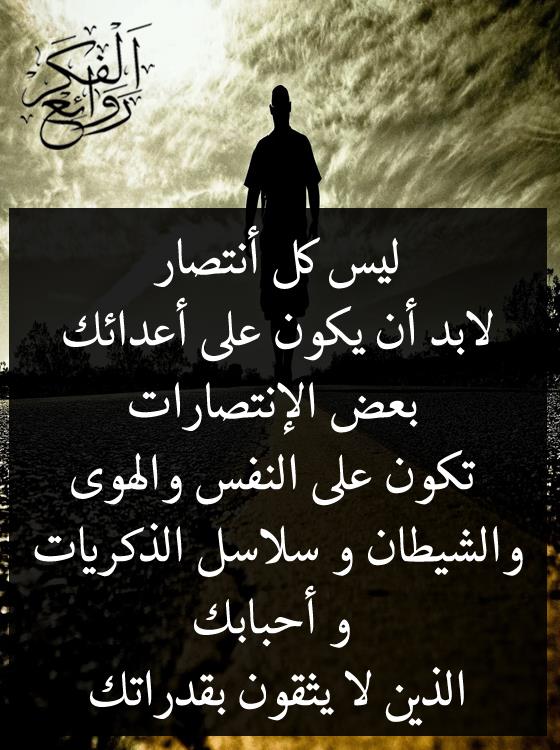 روائع الفكر
ليس كل أنتصار
لابد أن يكون على أعدائك
بعض الإنتصارات
تكون على النفس والهوى
والشيطان و سلاسل الذكريات
و أحبابك
الذين لا يثقون بقدراتك